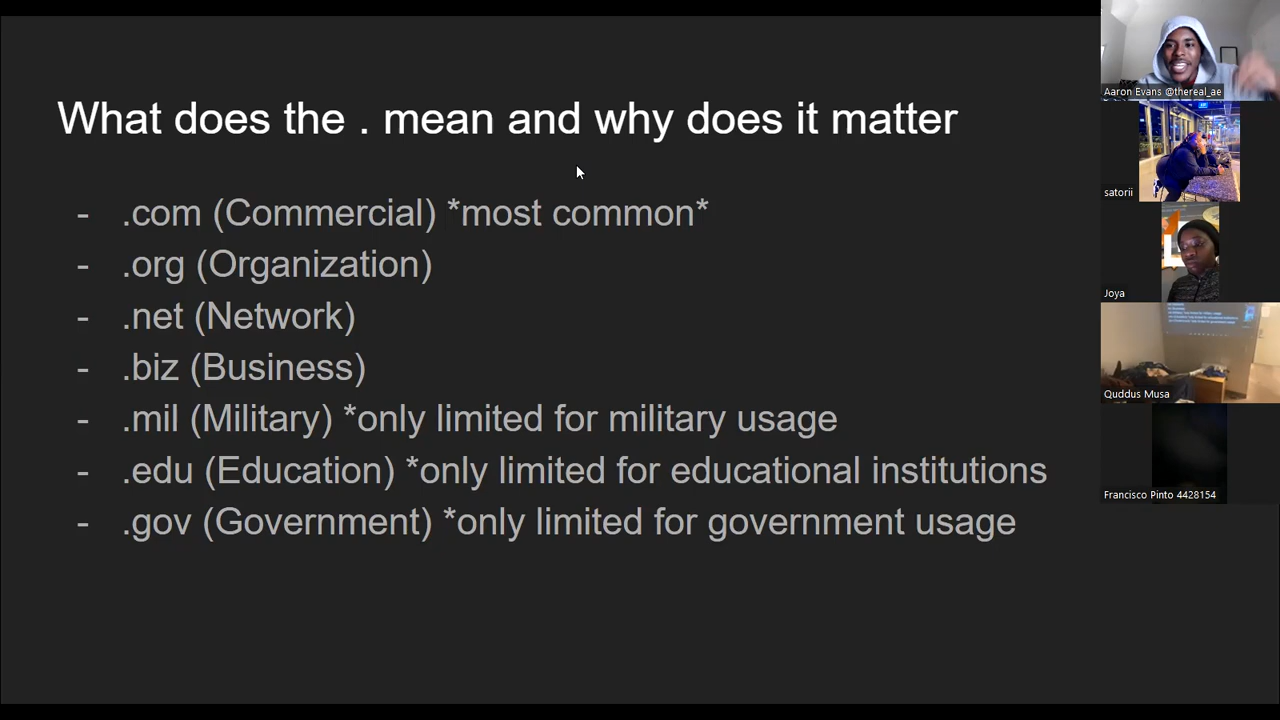 What does the . mean and why does it matter
- .com (Commercial) *most common*
- .org (Organization)
- .net (Network)
- .biz (Business)
- .mil (Military) *only limited for military usage
- .edu (Education) *only limited for educational institutions
- .gov (Government) *only limited for government usage
Aaron Evans @thereal_ae
satorii
Joya
Quddus Musa
Francisco Pinto 4428154